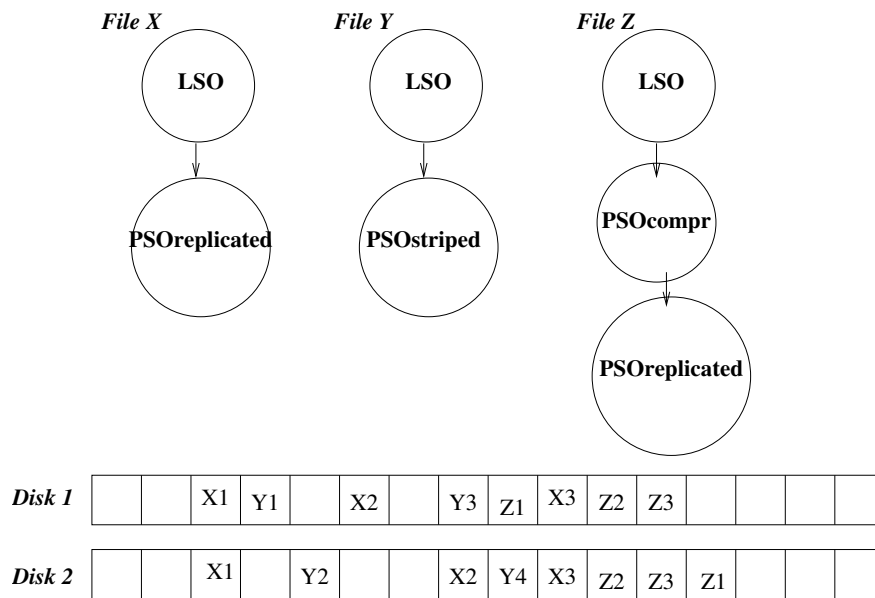 File X File Y File Z
LSO LSO LSO
PSOcompr
PSOreplicated PSOstriped
PSOreplicated
Disk 1 X1 Y1 X2 Y3 Z1 X3 Z2 Z3
Disk 2 X1 Y2 X2 Y4 X3 Z2 Z3 Z1